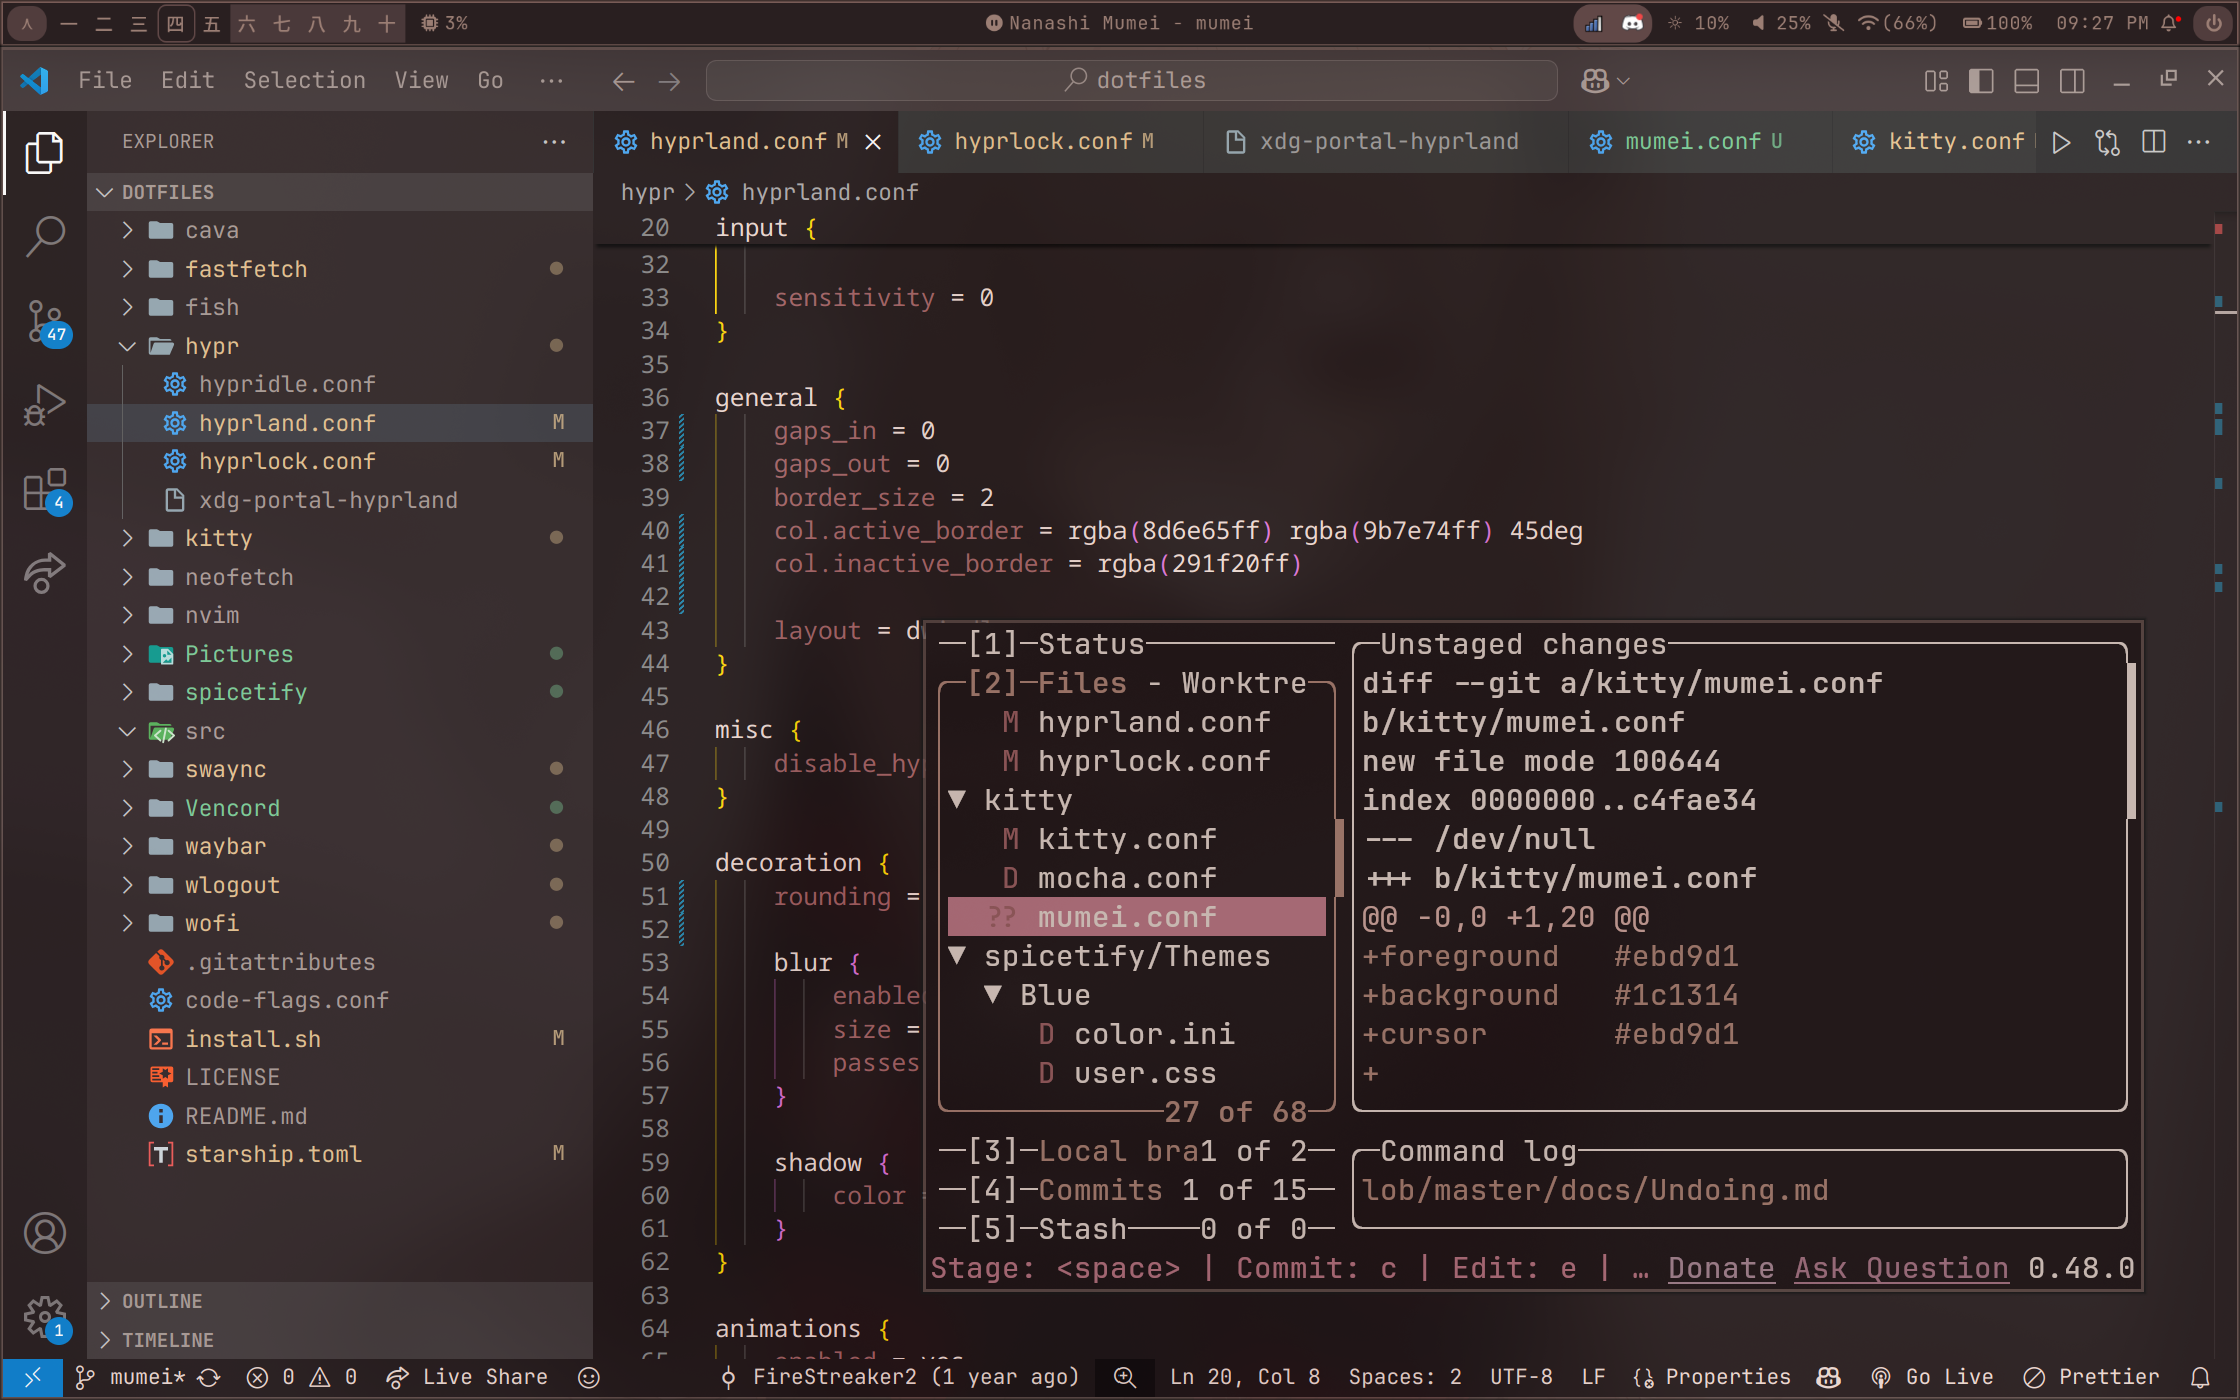 一 二 三 四 五 六 七 八 九 十 3%
Nanashi Mumei - mumei
10% 25% (66%) 100% 09:27 PM
File Edit Selection View Go ···
dotfiles
EXPLORER ···
DOTFILES
cava
fastfetch
fish
hypr
hypridle.conf
hyprland.conf M
hyprlock.conf M
xdg-portal-hyprland
kitty
neofetch
nvim
Pictures
spicetify
src
swaync
Vencord
waybar
wlogout
wofi
.gitattributes
code-flags.conf
install.sh M
LICENSE
README.md
starship.toml M
OUTLINE
TIMELINE
47
4
1
hyprland.conf M
hyprlock.conf M
xdg-portal-hyprland
mumei.conf U
kitty.conf
hypr > hyprland.conf
20 input {
32
33 sensitivity = 0
34 }
35
36 general {
37 gaps_in = 0
38 gaps_out = 0
39 border_size = 2
40 col.active_border = rgba(8d6e65ff) rgba(9b7e74ff) 45deg
41 col.inactive_border = rgba(291f20ff)
42
43 layout =
44 }
45
46 misc {
47 disable_hyp
48 }
49
50 decoration {
51 rounding =
52
53 blur {
54 enable
55 size =
56 passes
57 }
58
59 shadow {
60 color
61 }
62 }
63
64 animations {
[1]─Status
[2]─Files - Worktre
M hyprland.conf
M hyprlock.conf
▼ kitty
M kitty.conf
D mocha.conf
?? mumei.conf
▼ spicetify/Themes
▼ Blue
D color.ini
D user.css
27 of 68
[3]─Local bra1 of 2
[4]─Commits 1 of 15
[5]─Stash──0 of 0
Unstaged changes
diff --git a/kitty/mumei.conf
b/kitty/mumei.conf
new file mode 100644
index 0000000..c4fae34
--- /dev/null
+++ b/kitty/mumei.conf
@@ -0,0 +1,20 @@
+foreground #ebd9d1
+background #1c1314
+cursor #ebd9d1
+
Command log
lob/master/docs/Undoing.md
Stage: <space> | Commit: c | Edit: e | … Donate Ask Question 0.48.0
mumei* 0 0 Live Share FireStreaker2 (1 year ago) Ln 20, Col 8 Spaces: 2 UTF-8 LF Properties Go Live Prettier